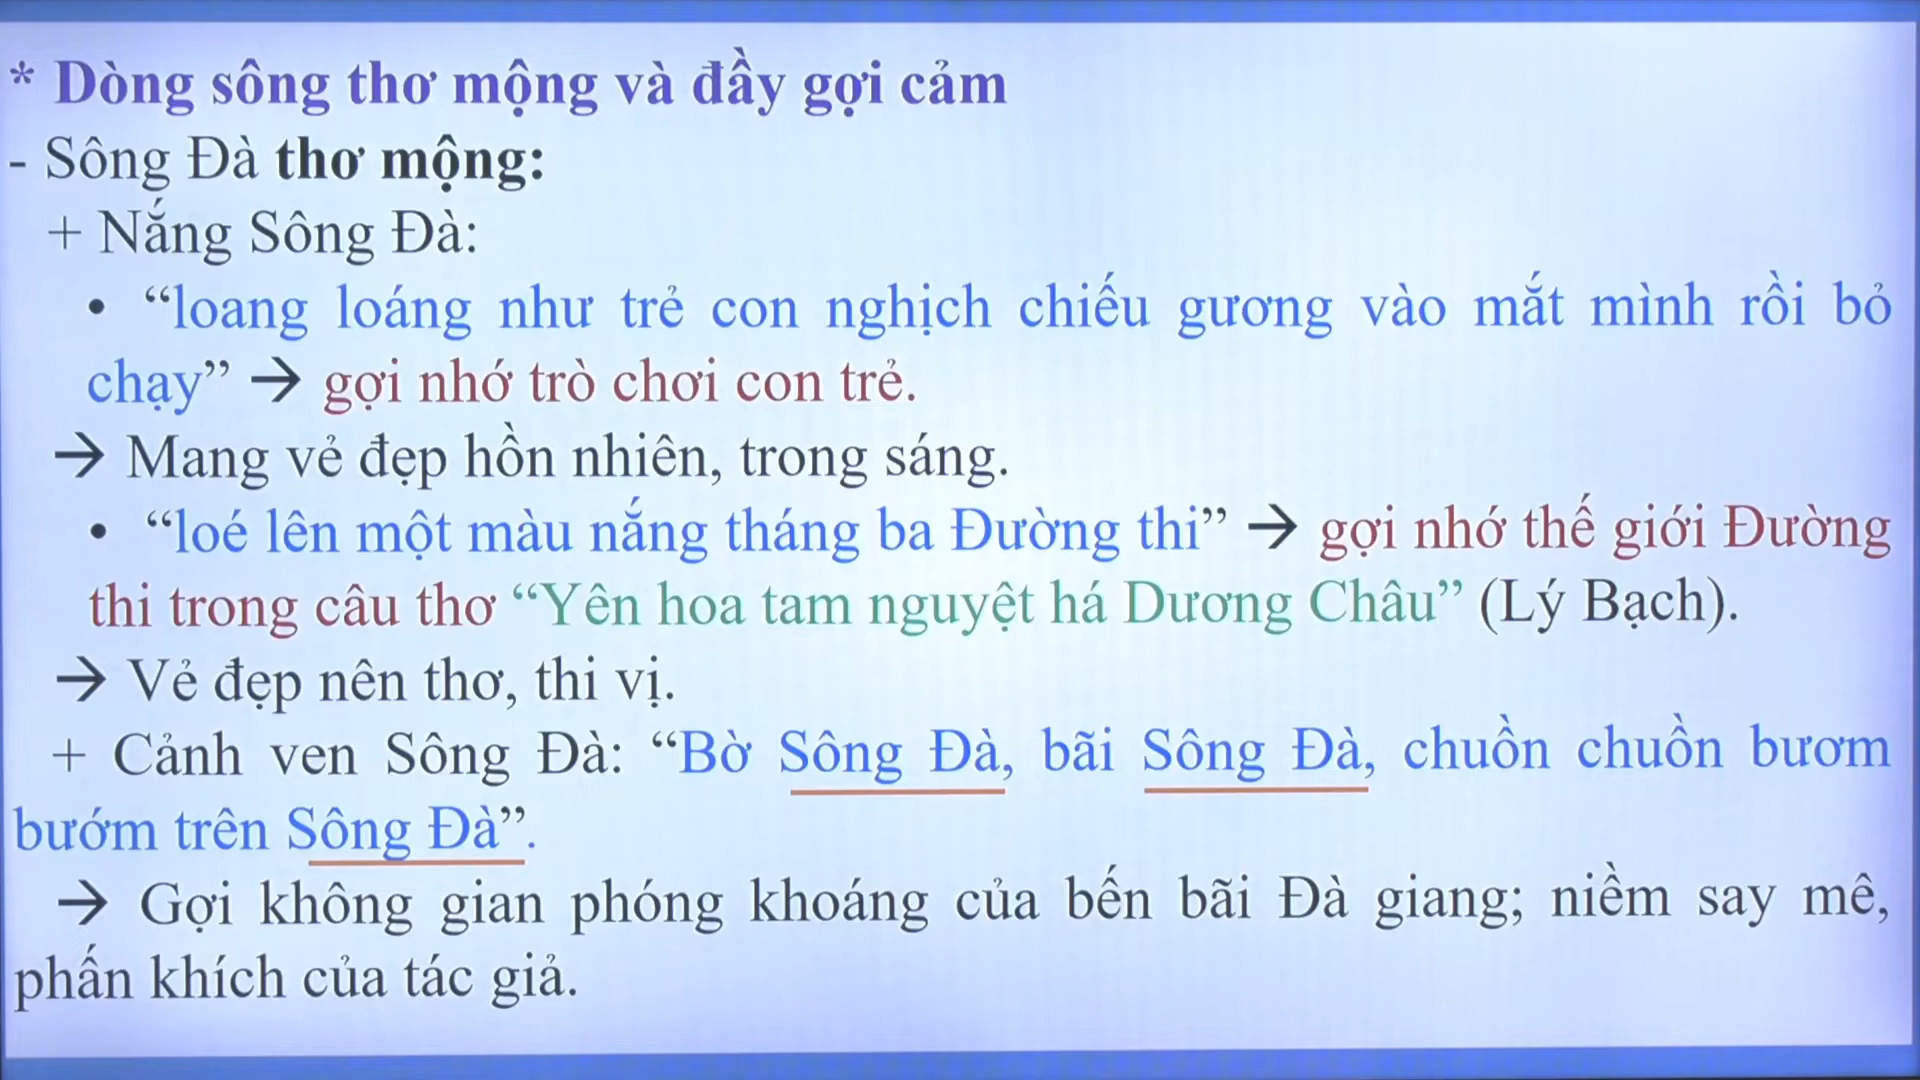 * Dòng sông thơ mộng và đầy gợi cảm
- Sông Đà thơ mộng:
+ Nắng Sông Đà:
• “loang loáng như trẻ con nghịch chiếu gương vào mắt mình rồi bỏ
chạy” → gợi nhớ trò chơi con trẻ.
→ Mang vẻ đẹp hồn nhiên, trong sáng.
• “loé lên một màu nắng tháng ba Đường thi” → gợi nhớ thế giới Đường
thi trong câu thơ “Yên hoa tam nguyệt há Dương Châu” (Lý Bạch).
→ Vẻ đẹp nên thơ, thi vị.
+ Cảnh ven Sông Đà: “Bờ Sông Đà, bãi Sông Đà, chuồn chuồn bươm
bướm trên Sông Đà”.
→ Gợi không gian phóng khoáng của bến bãi Đà giang; niềm say mê,
phấn khích của tác giả.